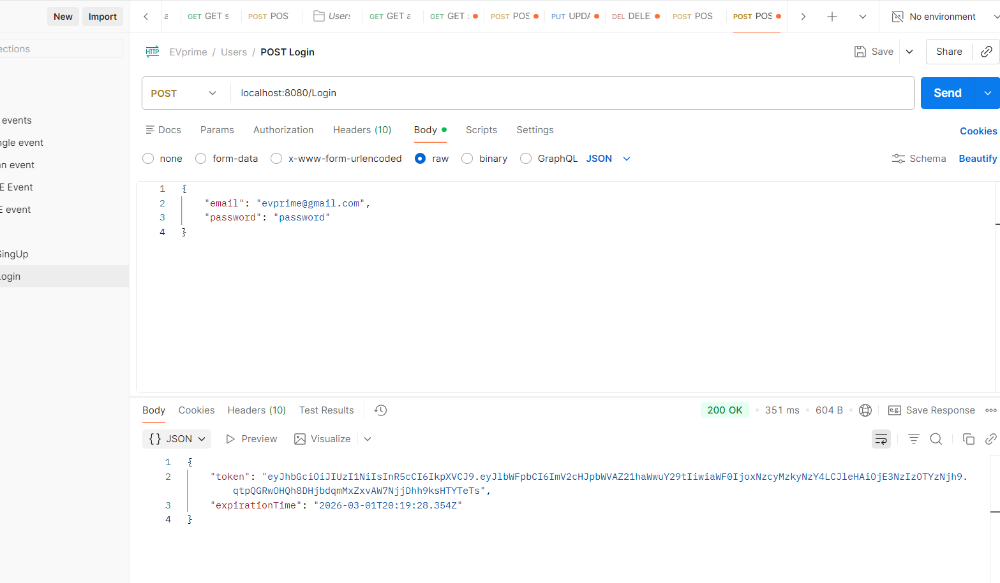 New Import
GET GET s POST POS Users GET GET a GET GET s POST POS PUT UPDA DEL DELE POST POS POST POS No environment
ections
HTTP EVprime / Users / POST Login Save Share
POST localhost:8080/Login Send
Docs Params Authorization Headers (10) Body Scripts Settings Cookies
none form-data x-www-form-urlencoded raw binary GraphQL JSON Schema Beautify
events
ngle event
n event
E Event
E event
SingUp
ogin
1 {
2 "email": "evprime@gmail.com",
3 "password": "password"
4 }
Body Cookies Headers (10) Test Results 200 OK • 351 ms • 604 B • e.g. Save Response
{} JSON Preview Visualize
1 {
2 "token": "eyJhbGciOiJIUzI1NiIsInR5cCI6IkpXVCJ9.eyJlbWFpbCI6ImV2cHJpbWVAZ21haWwuY29tIiwiaWF0IjoxNzcyMzkyNzY4LCJleHAiOjE3NzIzOTYzNjh9.
qtpQGRwOHQh8DHjbdqmMxZxvAW7NjjDhh9ksHTYTeTs",
3 "expirationTime": "2026-03-01T20:19:28.354Z"
4 }